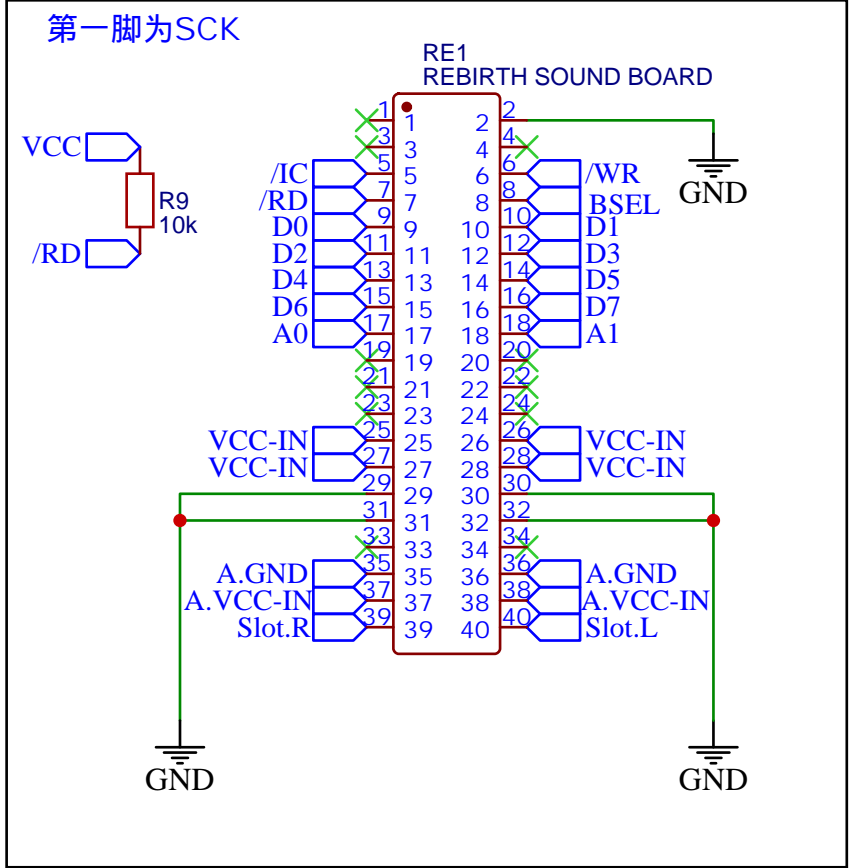 第一脚为SCK
RE1
REBIRTH SOUND BOARD
VCC
R9
10k
/RD
1 1 2 2
GND
3 3 4 4
/IC 5 5 6 6 /WR
/RD 7 7 8 8 BSEL
D0 9 9 10 10 D1
D2 11 11 12 12 D3
D4 13 13 14 14 D5
D6 15 15 16 16 D7
A0 17 17 18 18 A1
19 19 20 20
21 21 22 22
23 23 24 24
VCC-IN 25 25 26 26 VCC-IN
VCC-IN 27 27 28 28 VCC-IN
29 29 30 30
31 31 32 32
33 33 34 34
A.GND 35 35 36 36 A.GND
A.VCC-IN 37 37 38 38 A.VCC-IN
Slot.R 39 39 40 40 Slot.L
GND GND